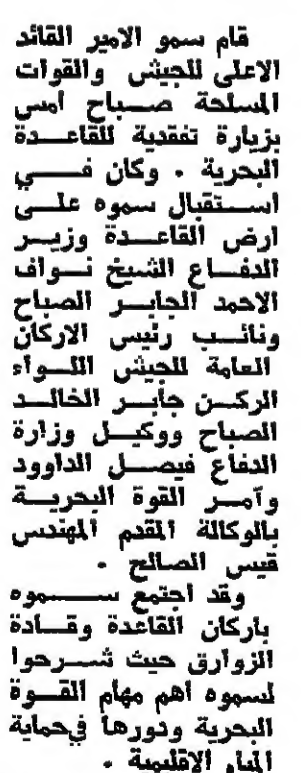 قام سمو الامير القائد
الاعلى للجيش والقوات
المسلحة صباح امس
بزيارة تفقدية للقاعدة
البحرية . وكان في
استقبال سموه على
ارض القاعدة وزير
الدفاع الشيخ نواف
الاحمد الجابر الصباح
ونائب رئيس الاركان
العامة للجيش اللواء
الركن جابر الخالد
الصباح ووكيل وزارة
الدفاع فيصل الداوود
وآمر القوة البحرية
بالوكالة المقدم المهندس
قيس الصالح .
وقد اجتمع سموه
باركان القاعدة وقادة
الزوارق حيث شرحوا
لسموه اهم مهام القوة
البحرية ودورها في حماية
المياه الاقليمية .